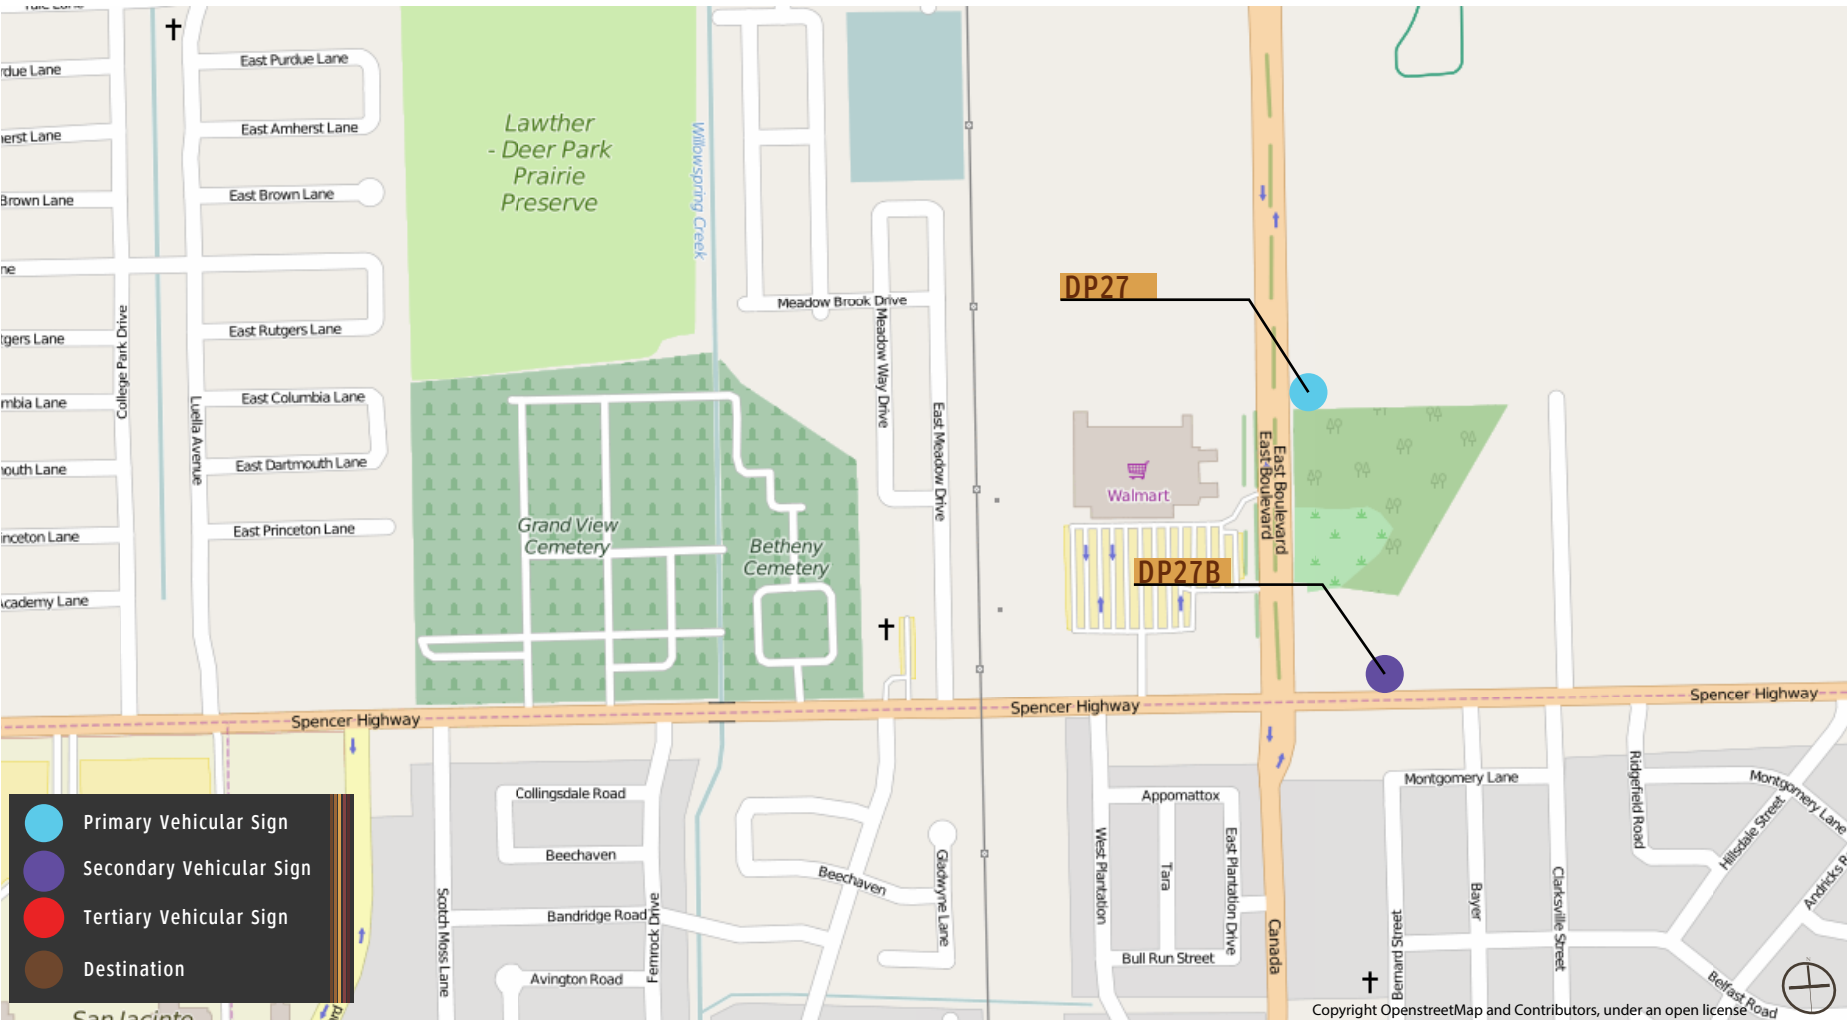 East Purdue Lane
rdue Lane
Lawther
- Deer Park
Prairie
Preserve
East Amherst Lane
erst Lane
Willowspring Creek
East Brown Lane
Brown Lane
ne
DP27
Meadow Brook Drive
College Park Drive
East Rutgers Lane
tgers Lane
Meadow Way Drive
Luella Avenue
East Columbia Lane
mbia Lane
East Meadow Drive
East Boulevard
East Boulevard
East Dartmouth Lane
outh Lane
Walmart
Grand View
Cemetery
East Princeton Lane
inceton Lane
Betheny
Cemetery
DP27B
Academy Lane
Spencer Highway
Spencer Highway
Spencer Highway
Collingsdale Road
Beechaven
Montgomery Lane
Appomattox
Ridgefield Road
Montgomery Lane
Hillsdale Street
Primary Vehicular Sign
Secondary Vehicular Sign
Tertiary Vehicular Sign
Destination
Beechaven
Gladwyne Lane
West Plantation
Tara
East Plantation Drive
Bayer
Clarksville Street
Andricks R
Scotch Moss Lane
Bandridge Road
Fernrock Drive
Canada
Bernard Street
Bull Run Street
Avington Road
Belfast Road
San Jacinto
Copyright OpenstreetMap and Contributors, under an open license